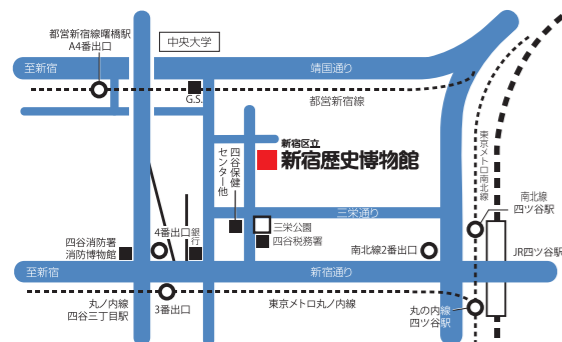 都営新宿線曙橋駅
A4番出口
中央大学
至新宿
靖国通り
G.S.
都営新宿線
新宿区立
新宿歴史博物館
四谷保健
センター他
東京メトロ南北線
南北線
四ツ谷駅
三栄通り
三栄公園
四谷税務署
4番出口
銀行
四谷消防署
消防博物館
南北線2番出口
JR四ツ谷駅
至新宿
新宿通り
丸ノ内線
四谷三丁目駅
3番出口
東京メトロ丸ノ内線
丸の内線
四ツ谷駅